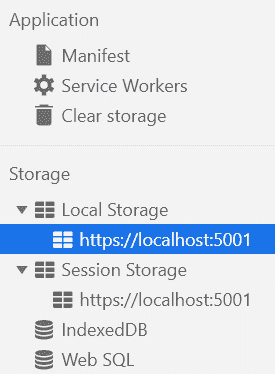 Application
Manifest
Service Workers
Clear storage
Storage
Local Storage
https://localhost:5001
Session Storage
https://localhost:5001
IndexedDB
Web SQL